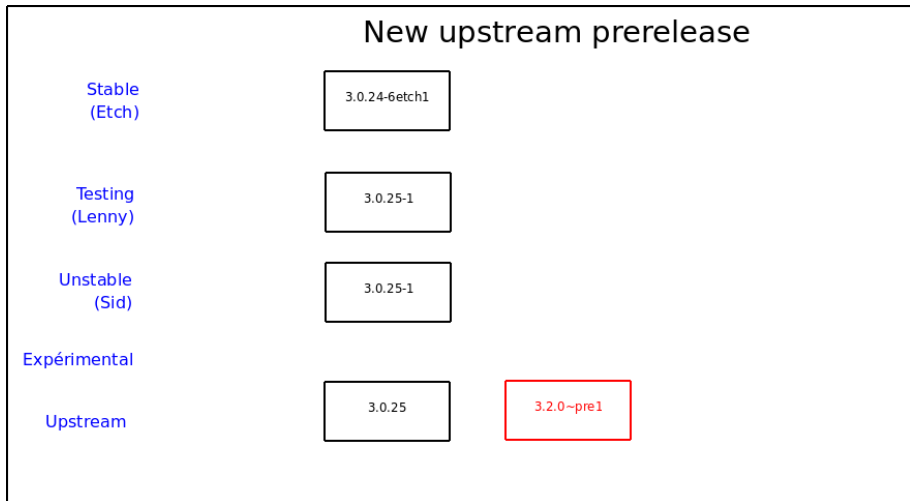 New upstream prerelease
Stable
(Etch)
3.0.24-6etch1
Testing
(Lenny)
3.0.25-1
Unstable
(Sid)
3.0.25-1
Expérimental
Upstream
3.0.25
3.2.0~pre1